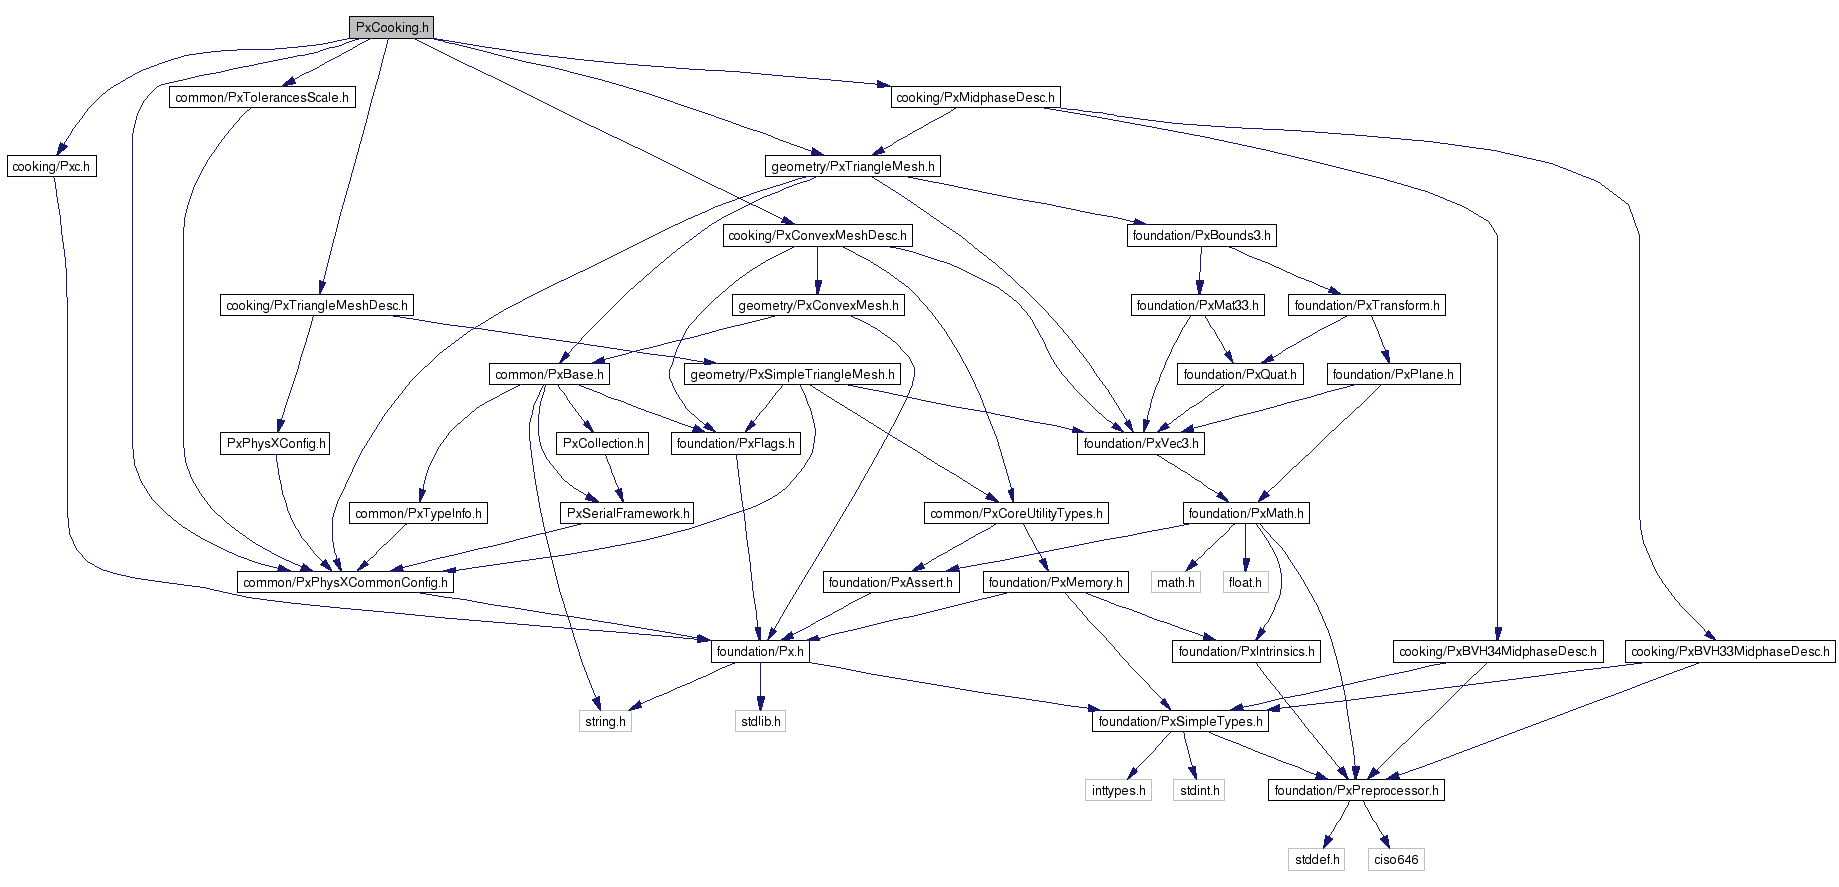 PxCooking.h
common/PxTolerancesScale.h
cooking/PxMidphaseDesc.h
cooking/Pxc.h
geometry/PxTriangleMesh.h
cooking/PxConvexMeshDesc.h
foundation/PxBounds3.h
cooking/PxTriangleMeshDesc.h
geometry/PxConvexMesh.h
foundation/PxMat33.h
foundation/PxTransform.h
common/PxBase.h
geometry/PxSimpleTriangleMesh.h
foundation/PxQuat.h
foundation/PxPlane.h
PxPhysXConfig.h
PxCollection.h
foundation/PxFlags.h
foundation/PxVec3.h
common/PxTypeInfo.h
PxSerialFramework.h
common/PxCoreUtilityTypes.h
foundation/PxMath.h
common/PxPhysXCommonConfig.h
foundation/PxAssert.h
foundation/PxMemory.h
math.h
float.h
foundation/Px.h
foundation/PxIntrinsics.h
cooking/PxBVH34MidphaseDesc.h
cooking/PxBVH33MidphaseDesc.h
string.h
stdlib.h
foundation/PxSimpleTypes.h
inttypes.h
stdint.h
foundation/PxPreprocessor.h
stddef.h
ciso646